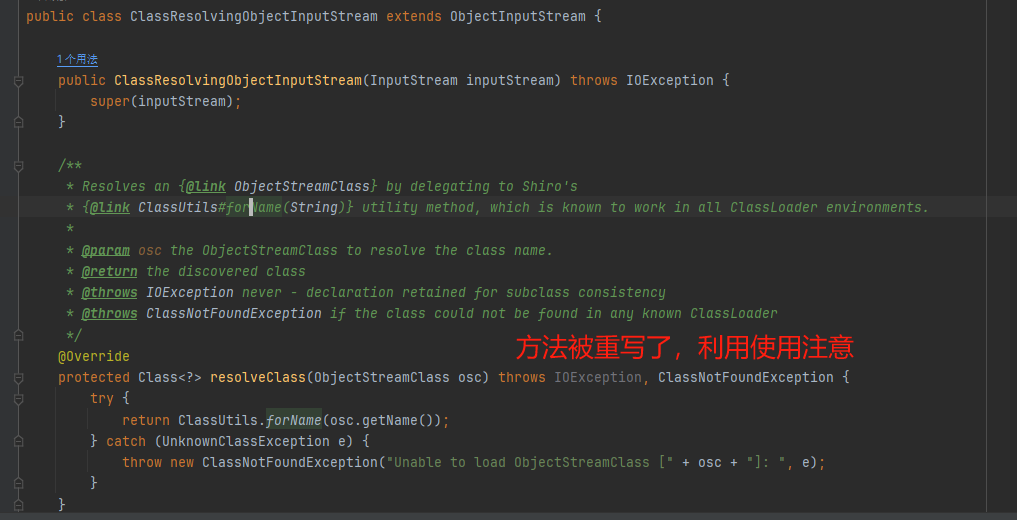 public class ClassResolvingObjectInputStream extends ObjectInputStream {
1个用法
public ClassResolvingObjectInputStream(InputStream inputStream) throws IOException {
super(inputStream);
}
/**
* Resolves an {@link ObjectStreamClass} by delegating to Shiro's
* {@link ClassUtils#forName(String)} utility method, which is known to work in all ClassLoader environments.
*
* @param osc the ObjectStreamClass to resolve the class name.
* @return the discovered class
* @throws IOException never - declaration retained for subclass consistency
* @throws ClassNotFoundException if the class could not be found in any known ClassLoader
*/
方法被重写了，利用使用注意
@Override
protected Class<?> resolveClass(ObjectStreamClass osc) throws IOException, ClassNotFoundException {
try {
return ClassUtils.forName(osc.getName());
} catch (UnknownClassException e) {
throw new ClassNotFoundException("Unable to load ObjectStreamClass [" + osc + "]: ", e);
}
}